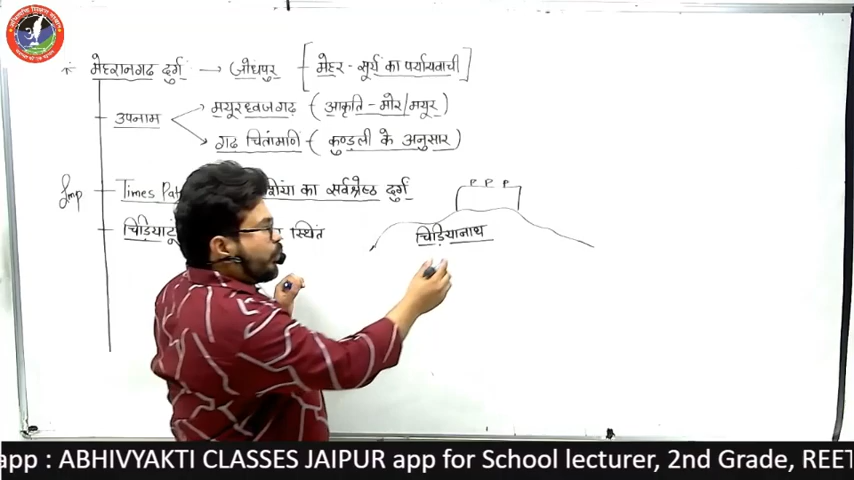 * मेहरानगढ दुर्ग → जोधपुर [मेहर - सूर्य का पर्यायवाची]
उपनाम
मयूरध्वजगढ़ (आकृति - मोर/मयूर)
गढ चिंतामणि (कुण्डली के अनुसार)
Imp Times शिया का सर्वश्रेष्ठ दुर्ग
P P P
स्थित
चिडियानाथ
app : ABHIVYAKTI CLASSES JAIPUR app for School lecturer, 2nd Grade, REET